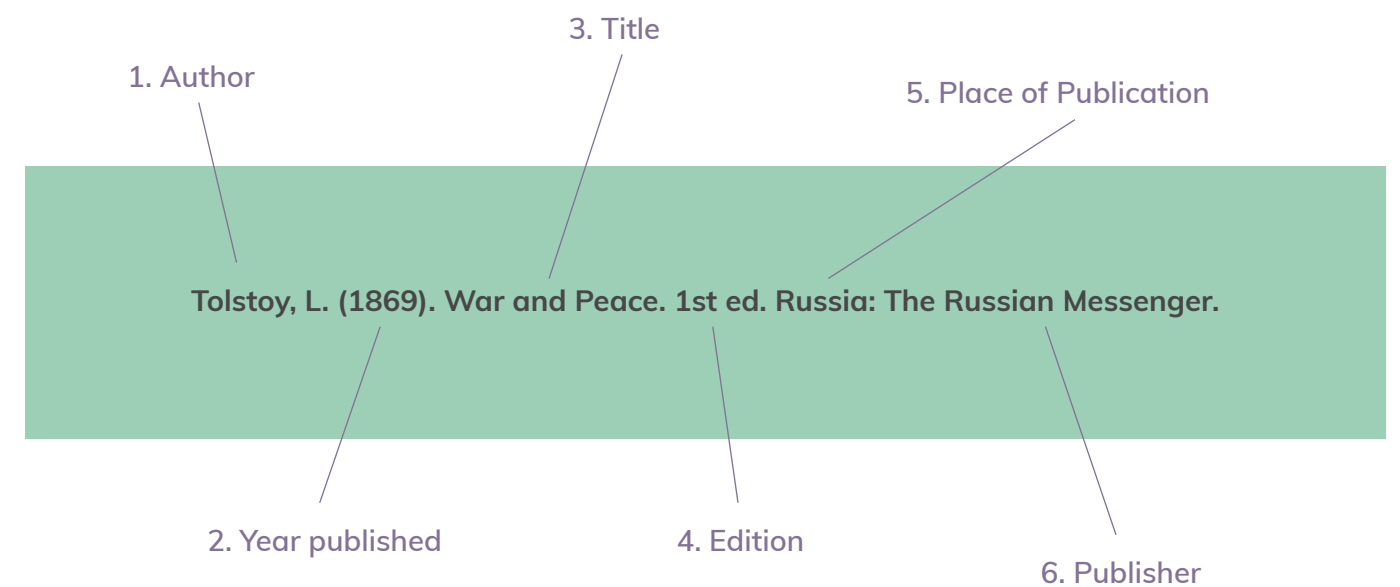 3. Title
1. Author
5. Place of Publication
Tolstoy, L. (1869). War and Peace. 1st ed. Russia: The Russian Messenger.
2. Year published
4. Edition
6. Publisher